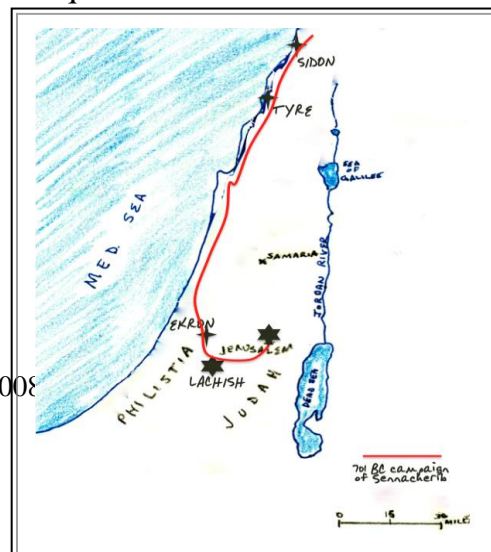 SIDON
TYRE
SEA
OF
GALILEE
MED. SEA
SAMARIA
JORDAN RIVER
EKRON
JERUSALEM
LACHISH
PHILISTIA
JUDAH
DEAD SEA
008
701 BC campaign
of Sennacherib
0 15 30
MILES